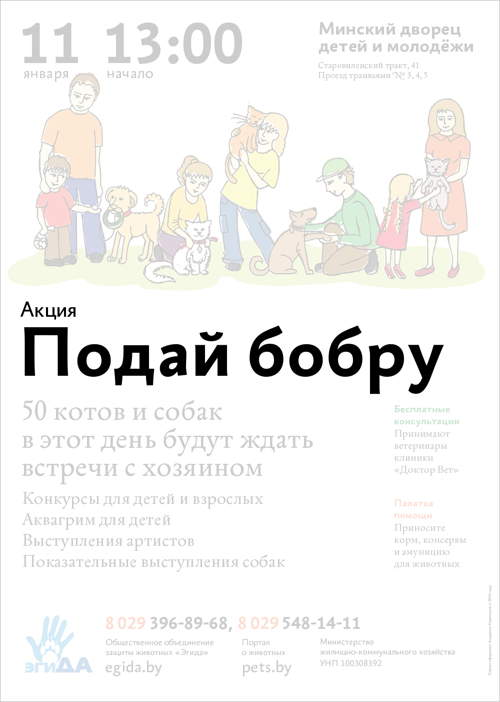 11 13:00
января начало
Минский дворец
детей и молодёжи
Старовиленский тракт, 41
Проезд трамваями № 3, 4, 5
Акция
Подай бобру
50 котов и собак
в этот день будут ждать
встречи с хозяином
Конкурсы для детей и взрослых
Аквагрим для детей
Выступления артистов
Показательные выступления собак
Бесплатные
консультации
Принимают
ветеринары
клиники
«Доктор Вет»
Палатка
помощи
Приносите
корм, консервы
и амуницию
для животных
эгиДА
8 029 396-89-68, 8 029 548-14-11
Общественное объединение
защиты животных «Эгида»
egida.by
Портал
о животных
pets.by
Министерство
жилищно-коммунального хозяйства
УНП 100308392